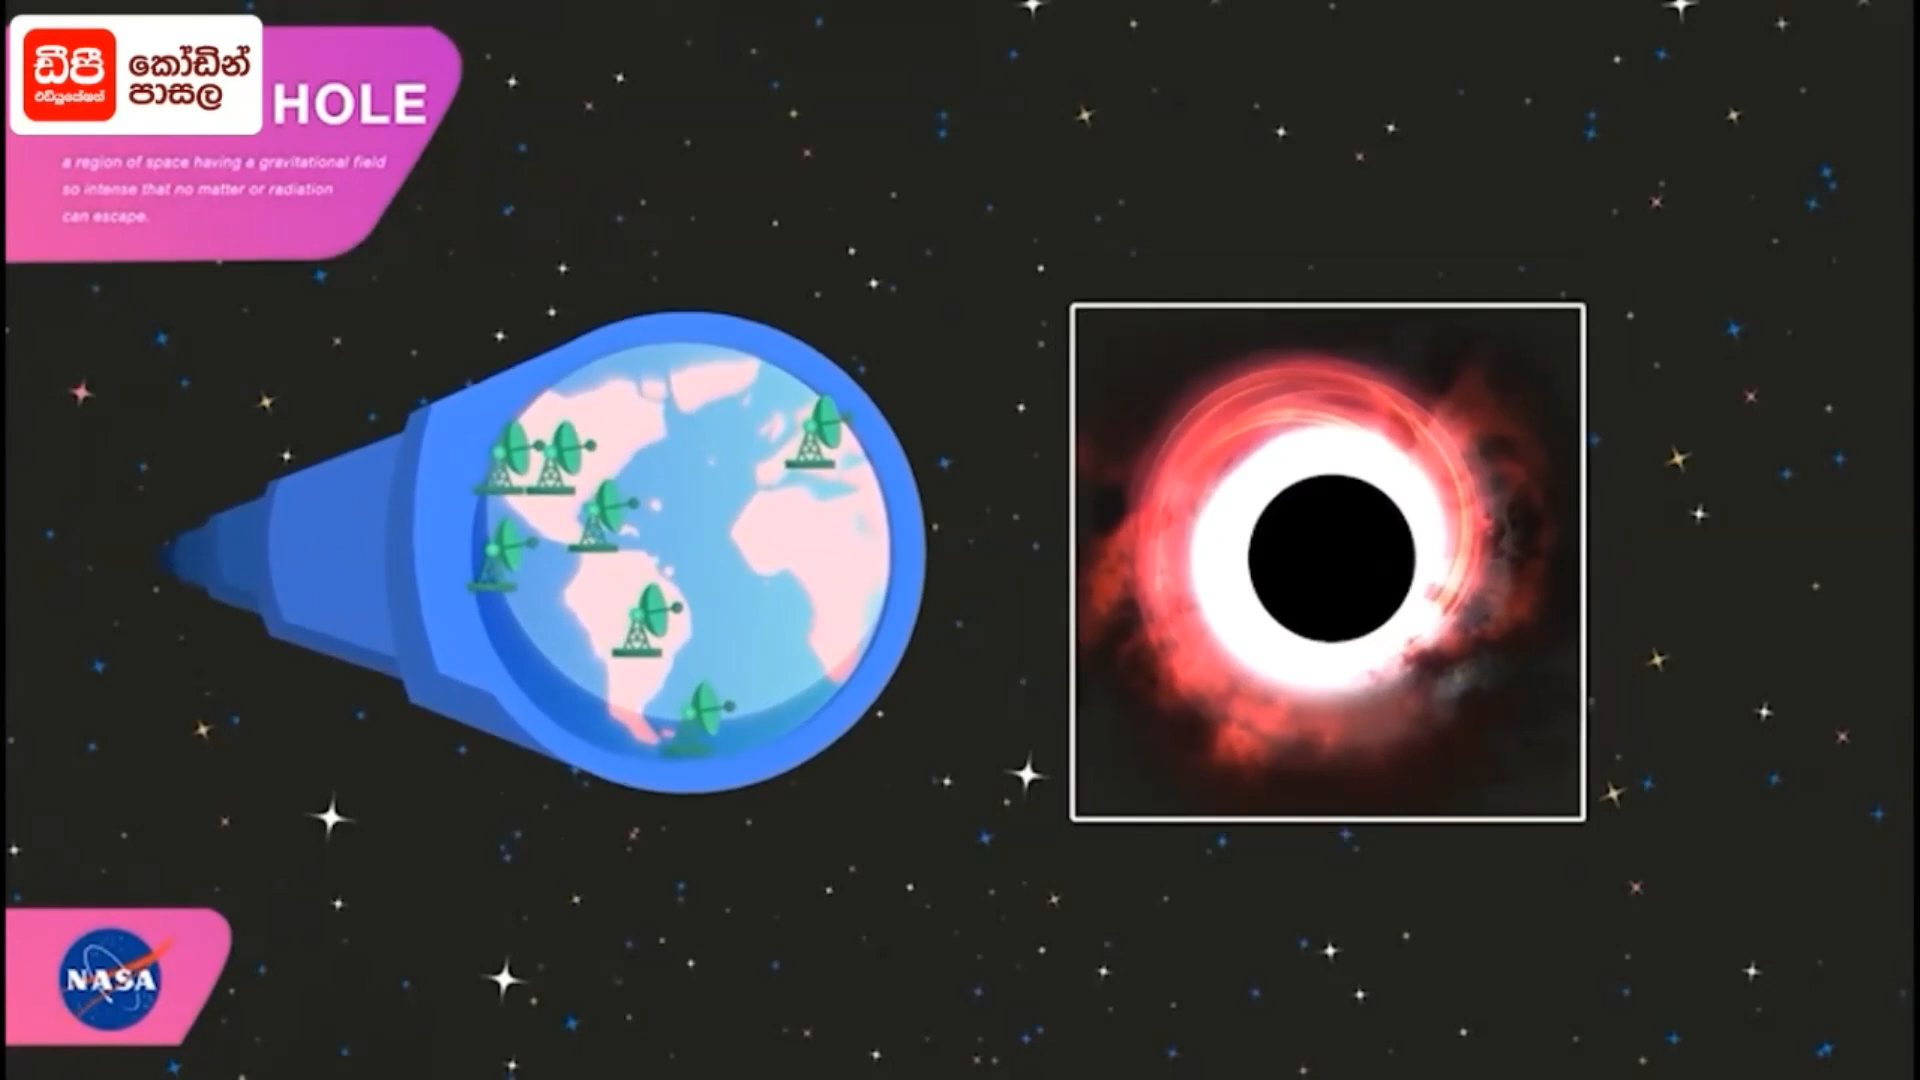 ඩීපී
එඩියුකේෂන්
කෝඩින්
පාසල
HOLE
a region of space having a gravitational field
so intense that no matter or radiation
can escape.
NASA